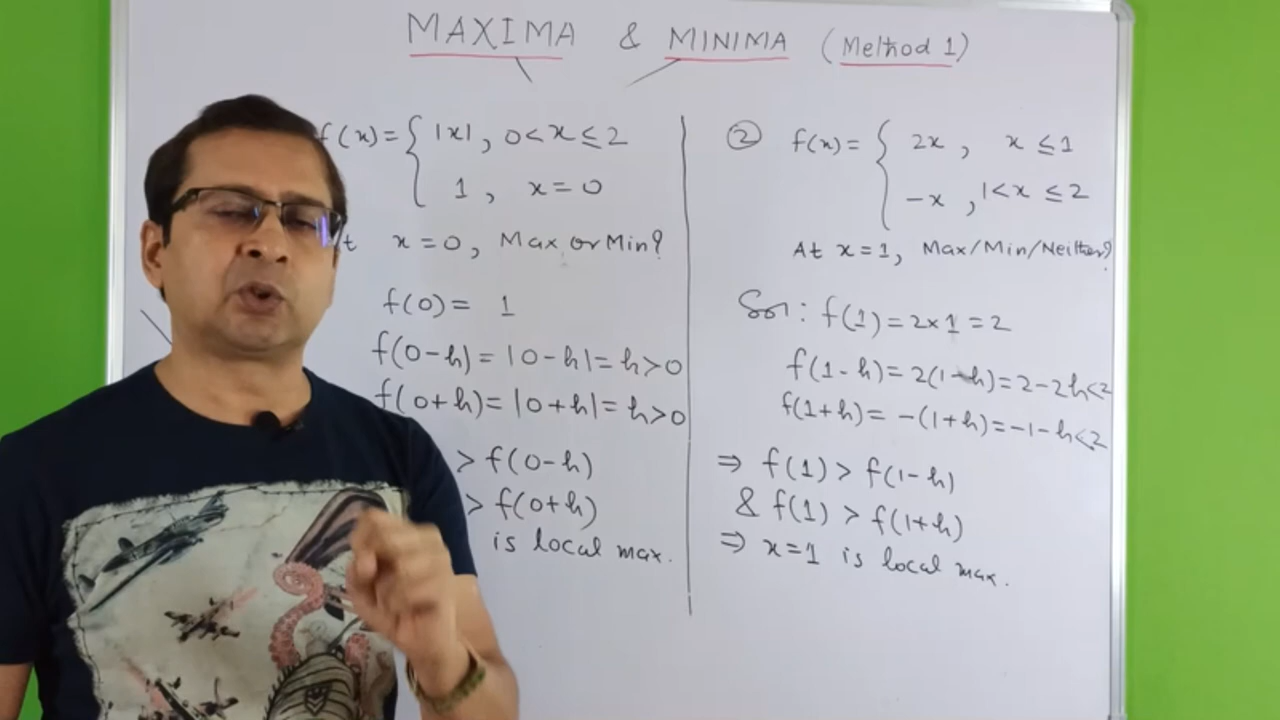 MAXIMA & MINIMA (Method 1)
f(x)= { |x| , 0<x≤2
1 , x=0
x=0, Max or Min?
f(0)= 1
f(0-h)= |0-h|= h>0
f(0+h)= |0+h|= h>0
> f(0-h)
> f(0+h)
is local max.
② f(x)= { 2x , x≤1
-x , 1<x≤2
At x=1, Max/Min/Neither?
Sol: f(1)=2×1=2
f(1-h)=2(1-h)=2-2h<2
f(1+h)= -(1+h)=-1-h<2
⇒ f(1) > f(1-h)
& f(1) > f(1+h)
⇒ x=1 is local max.